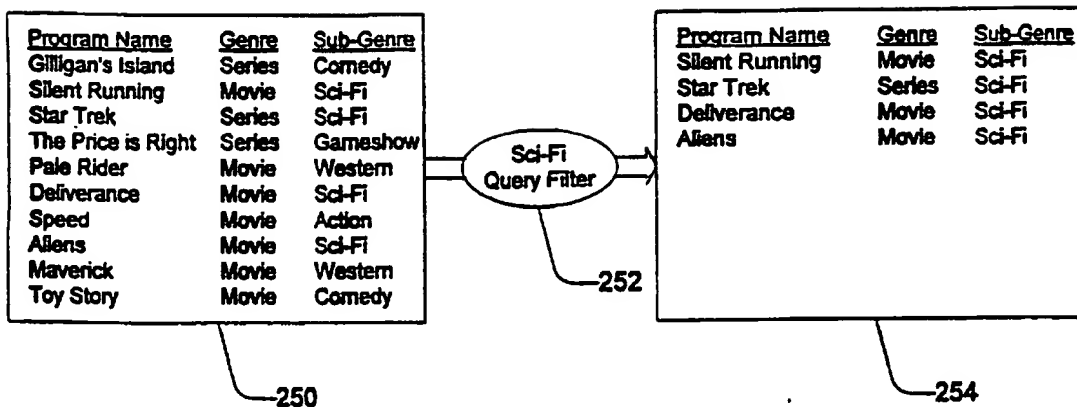 Program Name Genre Sub-Genre
Gilligan's Island Series Comedy
Silent Running Movie Sci-Fi
Star Trek Series Sci-Fi
The Price is Right Series Gameshow
Pale Rider Movie Western
Deliverance Movie Sci-Fi
Speed Movie Action
Aliens Movie Sci-Fi
Maverick Movie Western
Toy Story Movie Comedy
250
Sci-Fi
Query Filter
252
Program Name Genre Sub-Genre
Silent Running Movie Sci-Fi
Star Trek Series Sci-Fi
Deliverance Movie Sci-Fi
Aliens Movie Sci-Fi
254